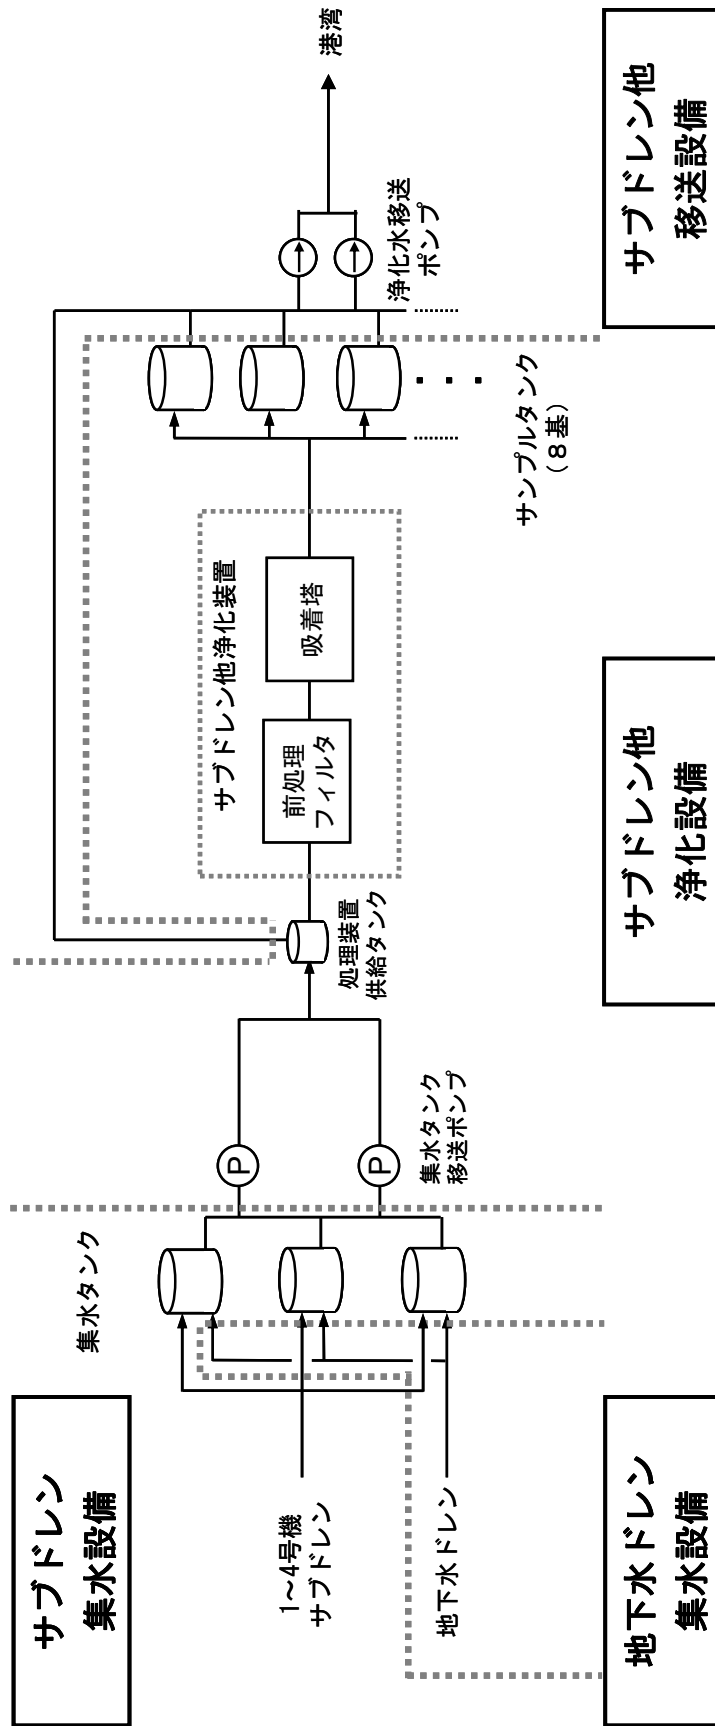 サブドレン
集水設備
集水タンク
1～4号機
サブドレン
地下水ドレン
地下水ドレン
集水設備
P
P
集水タンク
移送ポンプ
処理装置
供給タンク
サブドレン他浄化装置
前処理
フィルタ
吸着塔
サブドレン他
浄化設備
サンプルタンク
（８基）
浄化水移送
ポンプ
港湾
サブドレン他
移送設備